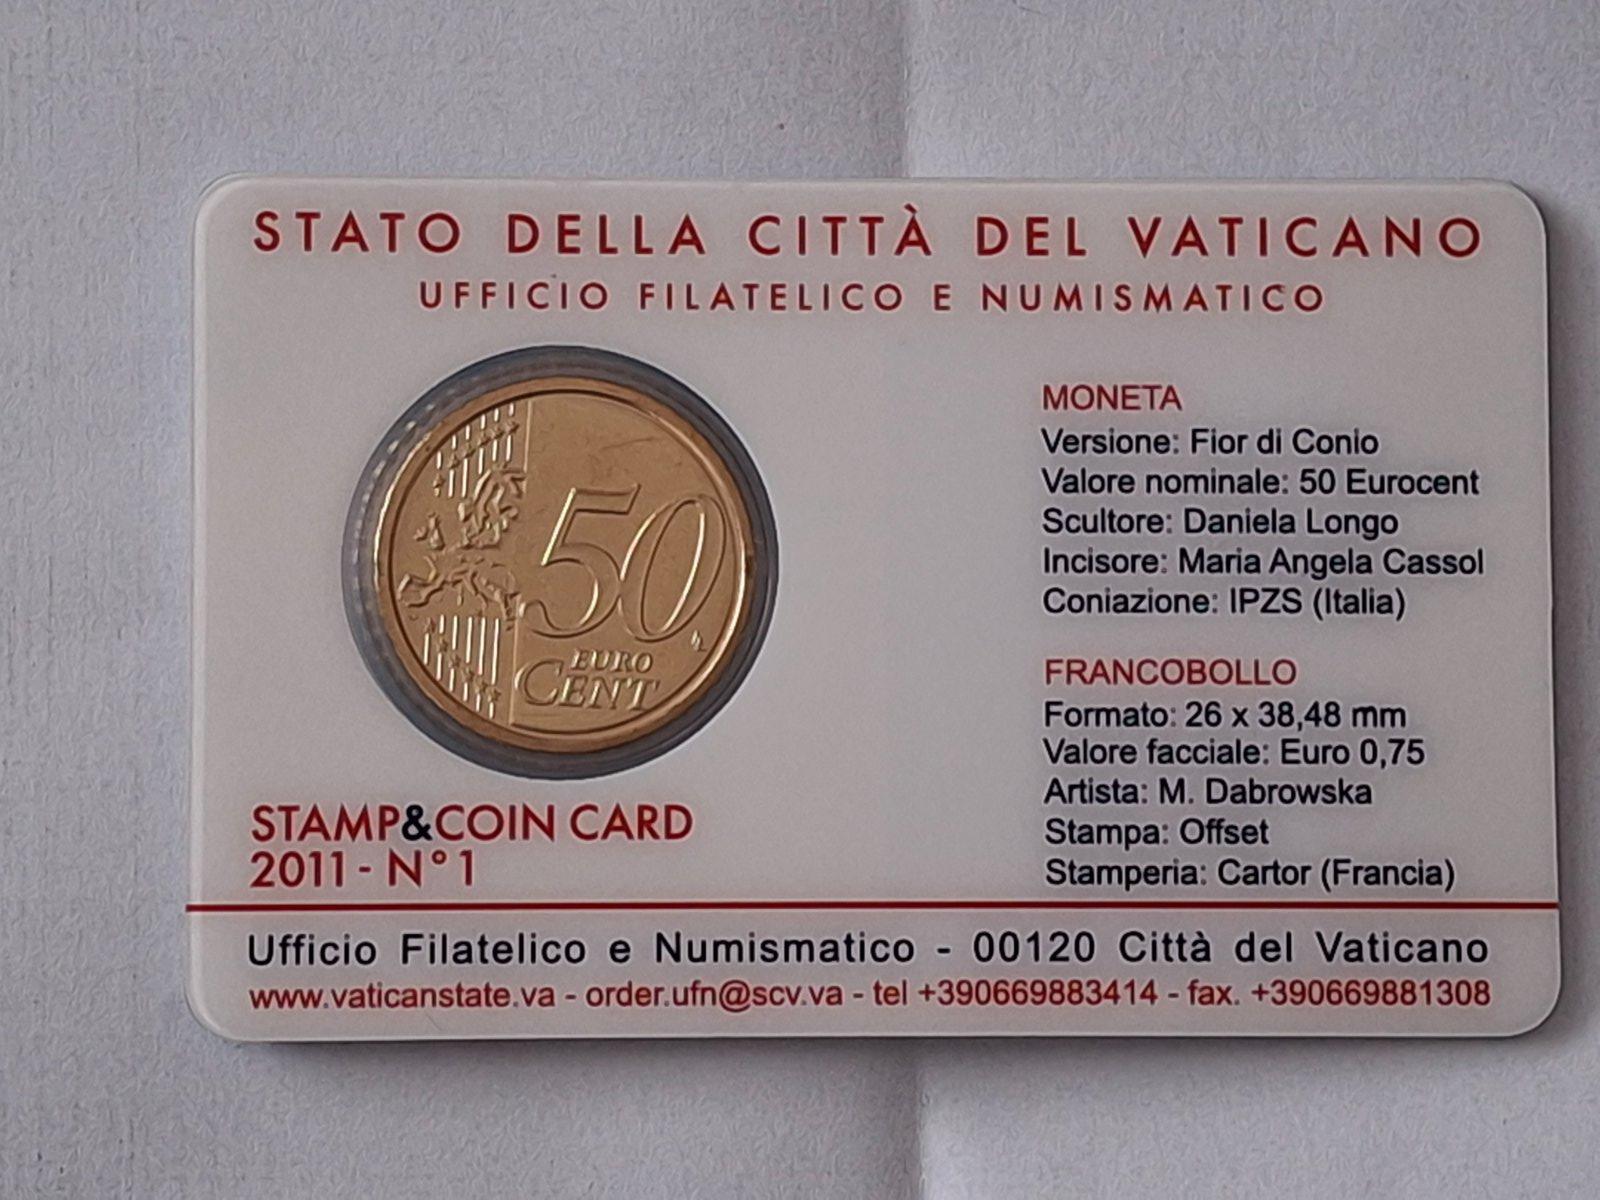 STATO DELLA CITTÀ DEL VATICANO
UFFICIO FILATELICO E NUMISMATICO
50
EURO
CENT
MONETA
Versione: Fior di Conio
Valore nominale: 50 Eurocent
Scultore: Daniela Longo
Incisore: Maria Angela Cassol
Coniazione: IPZS (Italia)
FRANCOBOLLO
Formato: 26 x 38,48 mm
Valore facciale: Euro 0,75
Artista: M. Dabrowska
Stampa: Offset
Stamperia: Cartor (Francia)
STAMP&COIN CARD
2011 - N° 1
Ufficio Filatelico e Numismatico - 00120 Città del Vaticano
www.vaticanstate.va - order.ufn@scv.va - tel +390669883414 - fax. +390669881308